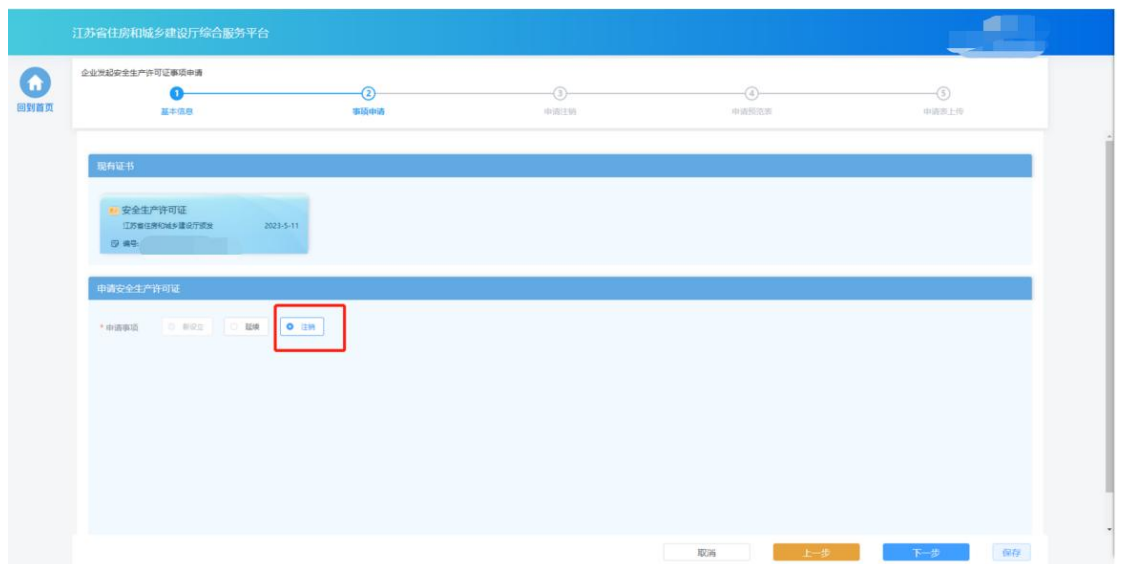 江苏省住房和城乡建设厅综合服务平台
回到首页
企业发起安全生产许可证事项申请
1 2 3 4 5
基本信息 事项申请 申请注销 申请预览表 申请表上传
现有证书
安全生产许可证
江苏省住房和城乡建设厅颁发 2023-5-11
编号:
申请安全生产许可证
* 申请事项 新设立 延续 注销
取消 上一步 下一步 保存